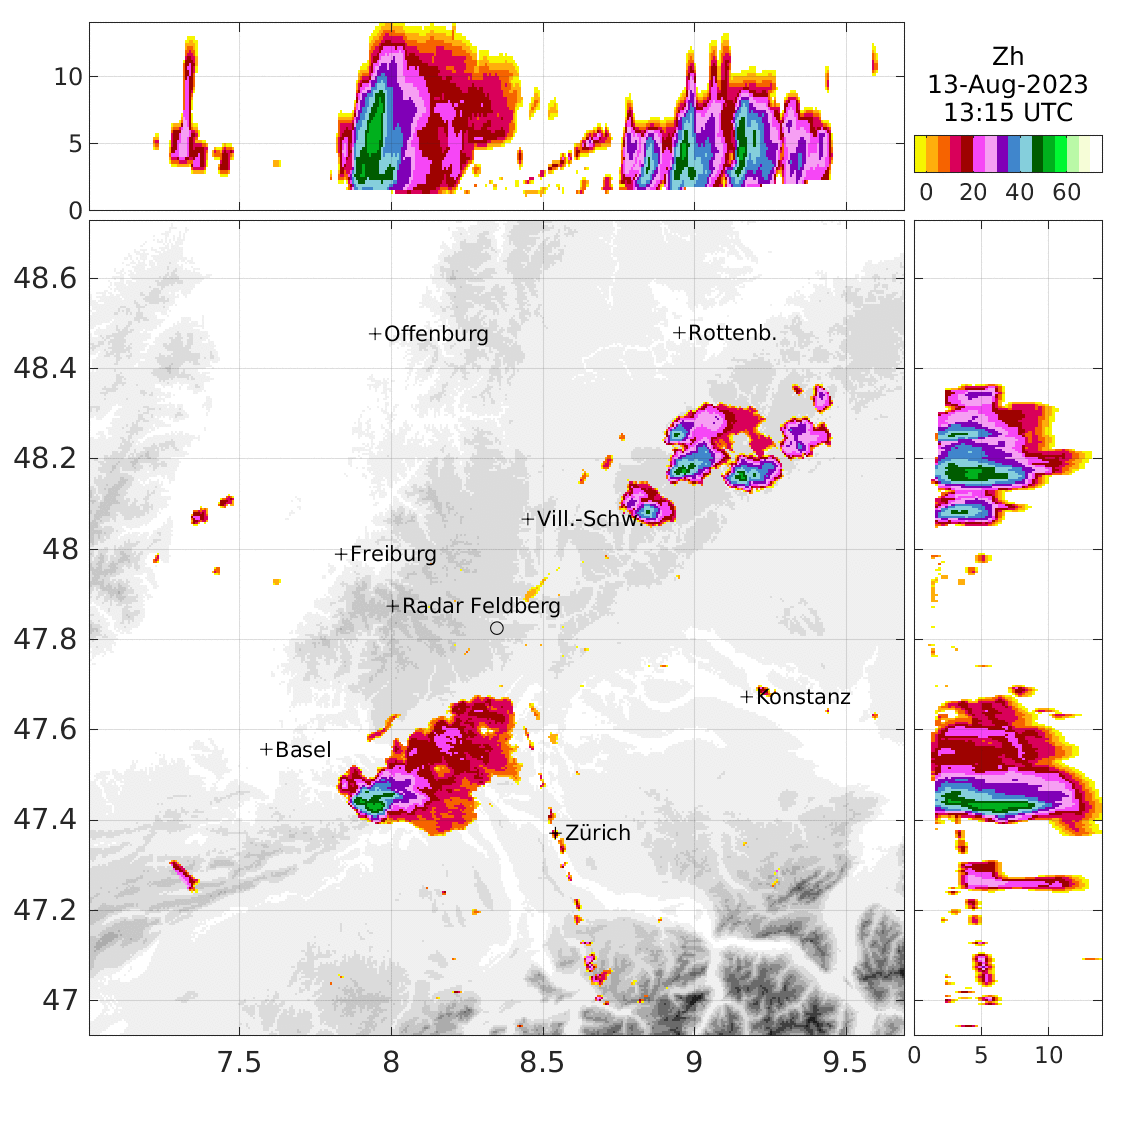 10
5
0
Zh
13-Aug-2023
13:15 UTC
0 20 40 60
48.6
48.4
48.2
48
47.8
47.6
47.4
47.2
47
+Offenburg
+Rottenb.
+Vill.-Schw.
+Freiburg
+Radar Feldberg
+Konstanz
+Basel
+Zürich
7.5 8 8.5 9 9.5
0 5 10